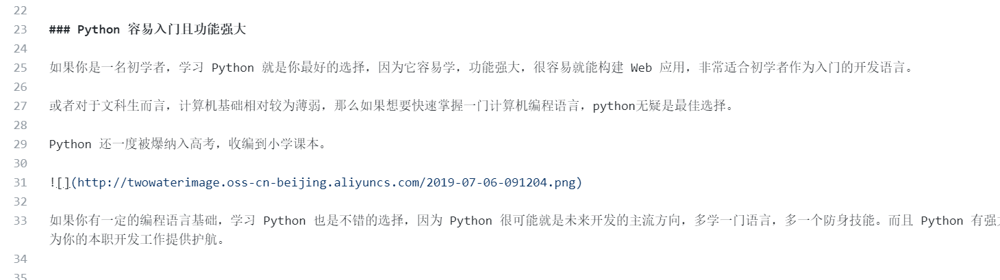 22
23 ### Python 容易入门且功能强大
24
25 如果你是一名初学者，学习 Python 就是你最好的选择，因为它容易学，功能强大，很容易就能构建 Web 应用，非常适合初学者作为入门的开发语言。
26
27 或者对于文科生而言，计算机基础相对较为薄弱，那么如果想要快速掌握一门计算机编程语言，python无疑是最佳选择。
28
29 Python 还一度被爆纳入高考，收编到小学课本。
30
31 ![](http://twowaterimage.oss-cn-beijing.aliyuncs.com/2019-07-06-091204.png)
32
33 如果你有一定的编程语言基础，学习 Python 也是不错的选择，因为 Python 很可能就是未来开发的主流方向，多学一门语言，多一个防身技能。而且 Python 有强
为你的本职开发工作提供护航。
34
35